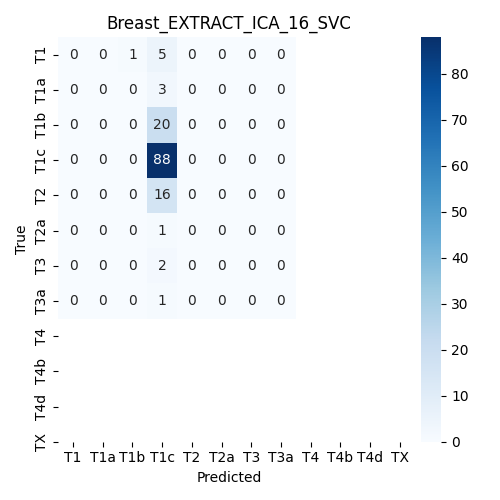 Breast_EXTRACT_ICA_16_SVC
T1 0 0 1 5 0 0 0 0
T1a 0 0 0 3 0 0 0 0
T1b 0 0 0 20 0 0 0 0
T1c 0 0 0 88 0 0 0 0
T2 0 0 0 16 0 0 0 0
T2a 0 0 0 1 0 0 0 0
T3 0 0 0 2 0 0 0 0
T3a 0 0 0 1 0 0 0 0
T4
T4b
T4d
TX
True
T1 T1a T1b T1c T2 T2a T3 T3a T4 T4b T4d TX
Predicted
80
70
60
50
40
30
20
10
0